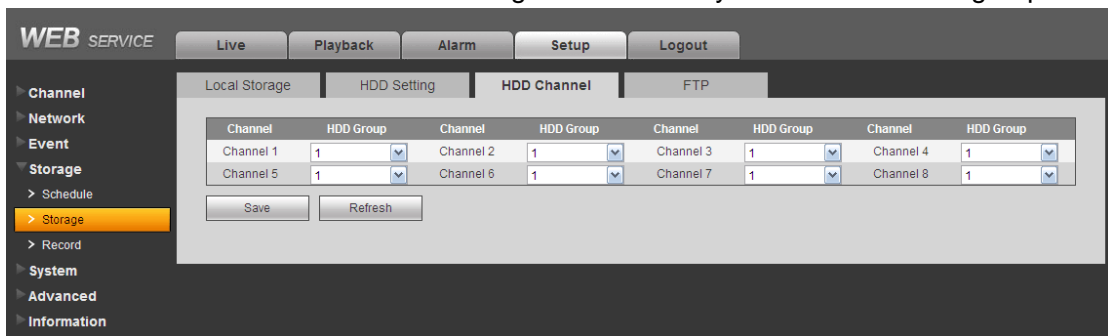 WEB SERVICE
Live Playback Alarm Setup Logout
Local Storage HDD Setting HDD Channel FTP
Channel
Network
Event
Storage
> Schedule
> Storage
> Record
System
Advanced
Information
Channel HDD Group Channel HDD Group Channel HDD Group Channel HDD Group
Channel 1 1 Channel 2 1 Channel 3 1 Channel 4 1
Channel 5 1 Channel 6 1 Channel 7 1 Channel 8 1
Save Refresh